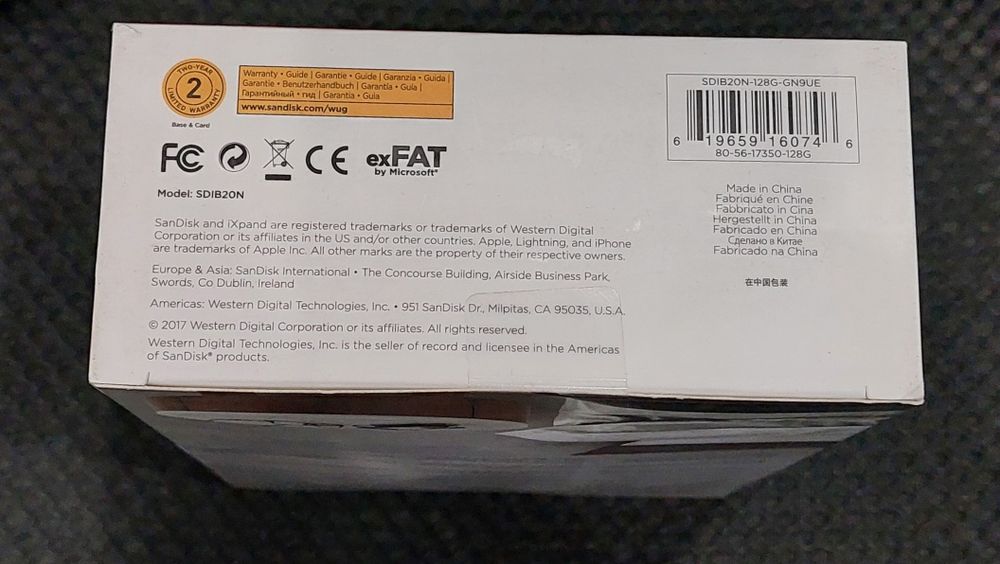 TWO-YEAR
2
LIMITED WARRANTY
Base & Card
Warranty • Guide | Garantie • Guide | Garanzia • Guida |
Garantie • Benutzerhandbuch | Garantía • Guía |
Гарантийный • гид | Garantia • Guia
www.sandisk.com/wug
SDIB20N-128G-GN9UE
6 19659 16074 6
80-56-17350-128G
FC CE exFAT
by Microsoft®
Model: SDIB20N
SanDisk and iXpand are registered trademarks or trademarks of Western Digital
Corporation or its affiliates in the US and/or other countries. Apple, Lightning, and iPhone
are trademarks of Apple Inc. All other marks are the property of their respective owners.
Europe & Asia: SanDisk International • The Concourse Building, Airside Business Park,
Swords, Co Dublin, Ireland
Americas: Western Digital Technologies, Inc. • 951 SanDisk Dr., Milpitas, CA 95035, U.S.A.
© 2017 Western Digital Corporation or its affiliates. All rights reserved.
Western Digital Technologies, Inc. is the seller of record and licensee in the Americas
of SanDisk® products.
Made in China
Fabriqué en Chine
Fabbricato in Cina
Hergestellt in China
Fabricado en China
Сделано в Китае
Fabricado na China
在中国包装